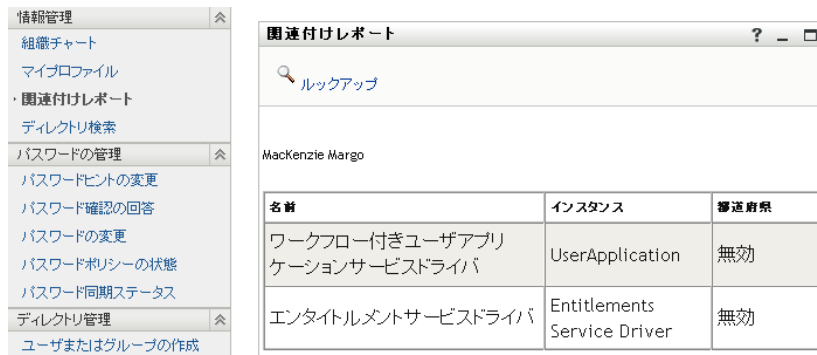 情報管理
組織チャート
マイプロファイル
関連付けレポート
ディレクトリ検索
パスワードの管理
パスワードヒントの変更
パスワード確認の回答
パスワードの変更
パスワードポリシーの状態
パスワード同期ステータス
ディレクトリ管理
ユーザまたはグループの作成
関連付けレポート ?
ルックアップ
MacKenzie Margo
名前 インスタンス 都道府県
ワークフロー付きユーザアプリ
ケーションサービスドライバ
UserApplication
無効
エンタイトルメントサービスドライバ
Entitlements
Service Driver
無効